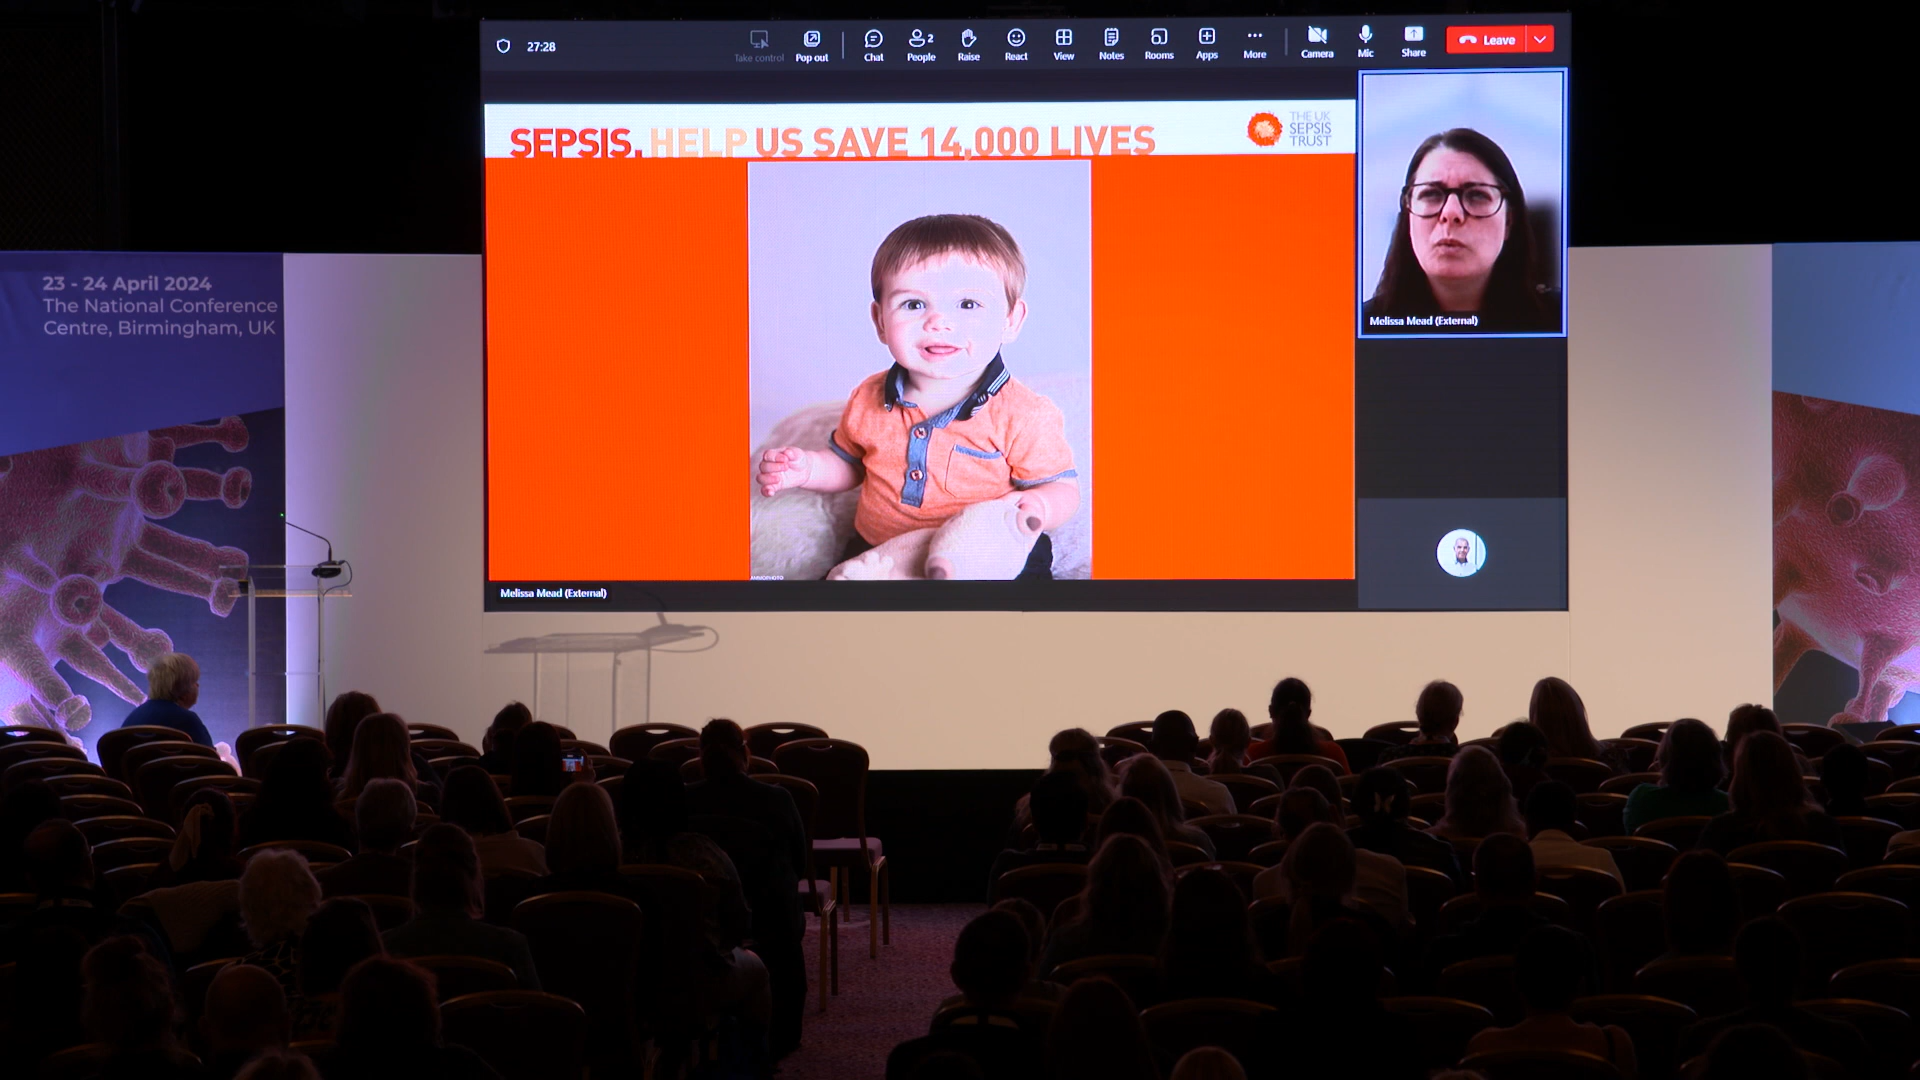 27:28
Take control
Pop out
Chat
People 2
Raise
React
View
Notes
Rooms
Apps
More
Camera
Mic
Share
Leave
SEPSIS, HELP US SAVE 14,000 LIVES
THE UK
SEPSIS
TRUST
Melissa Mead (External)
Melissa Mead (External)
23 - 24 April 2024
The National Conference
Centre, Birmingham, UK